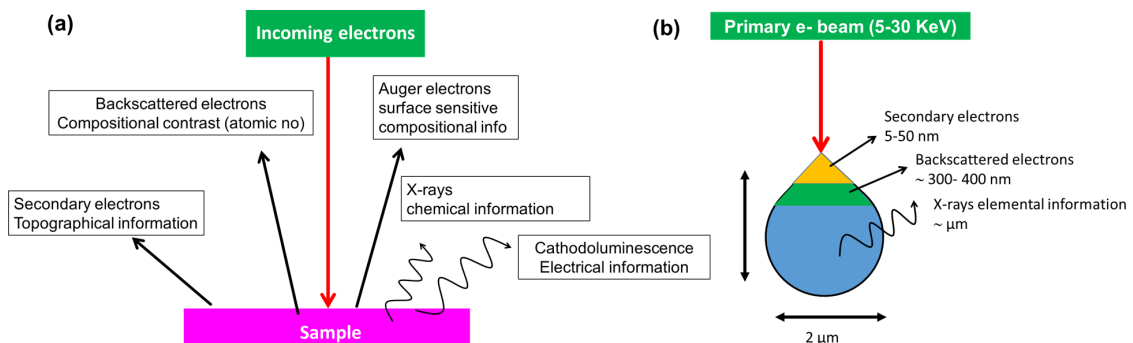 (a)
Incoming electrons
Backscattered electrons
Compositional contrast (atomic no)
Auger electrons
surface sensitive
compositional info
Secondary electrons
Topographical information
X-rays
chemical information
Cathodoluminescence
Electrical information
Sample
(b)
Primary e- beam (5-30 KeV)
Secondary electrons
5-50 nm
Backscattered electrons
~ 300- 400 nm
X-rays elemental information
~ μm
2 μm